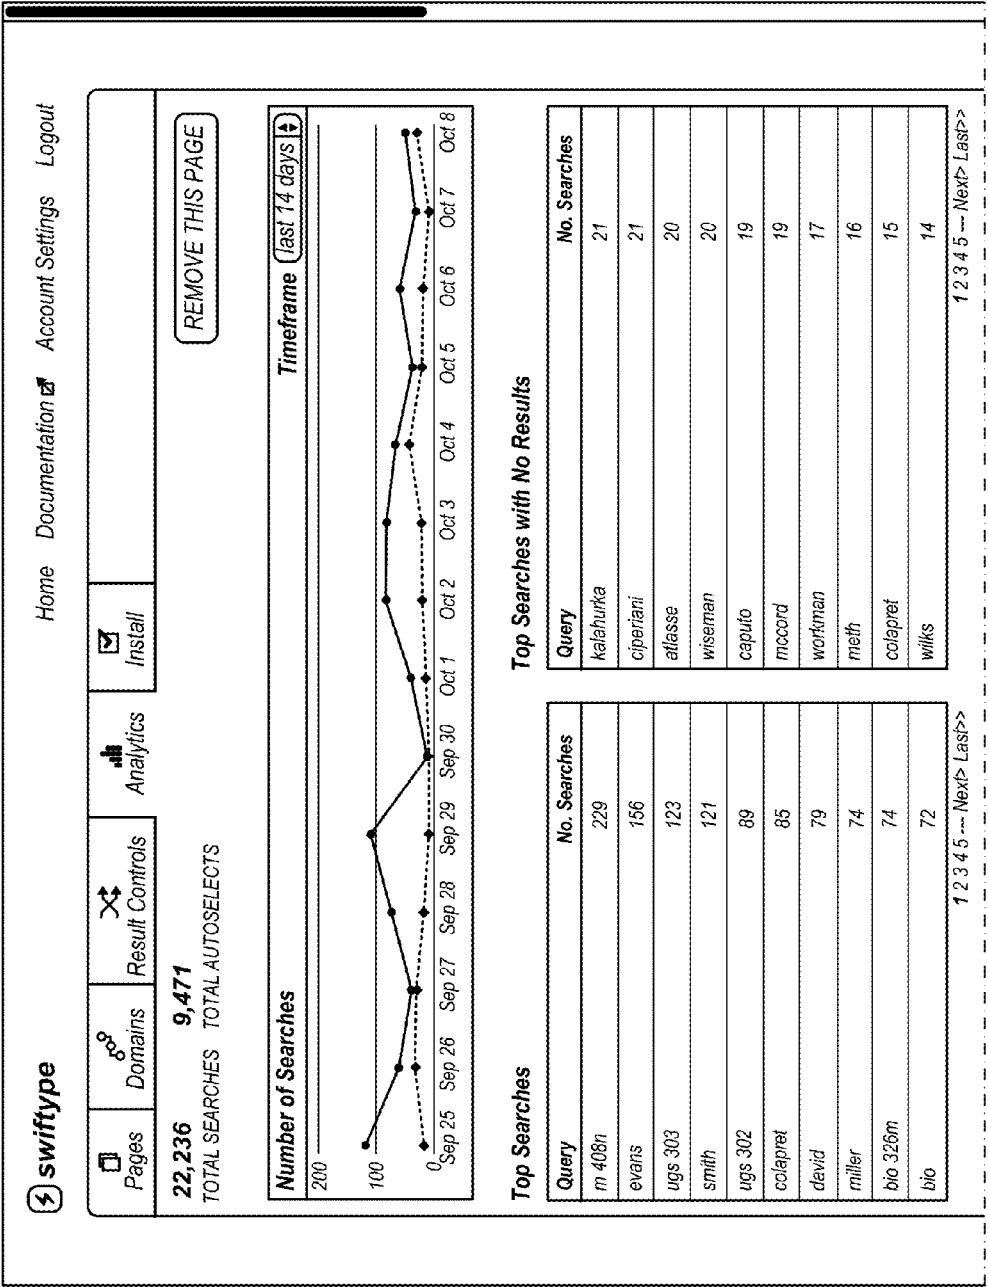 swiftype
Home Documentation Account Settings Logout
Pages Domains Result Controls Analytics Install
22,236 9,471
TOTAL SEARCHES TOTAL AUTOSELECTS
REMOVE THIS PAGE
Number of Searches Timeframe last 14 days
200
100
0
Sep 25 Sep 26 Sep 27 Sep 28 Sep 29 Sep 30 Oct 1 Oct 2 Oct 3 Oct 4 Oct 5 Oct 6 Oct 7 Oct 8
Top Searches
Query No. Searches
m 408n 229
evans 156
ugs 303 123
smith 121
ugs 302 89
colapret 85
david 79
miller 74
bio 326m 74
bio 72
1 2 3 4 5 --- Next> Last>>
Top Searches with No Results
Query No. Searches
kalahurka 21
ciperiani 21
atlasse 20
wiseman 20
caputo 19
mccord 19
workman 17
meth 16
colapret 15
wilks 14
1 2 3 4 5 --- Next> Last>>